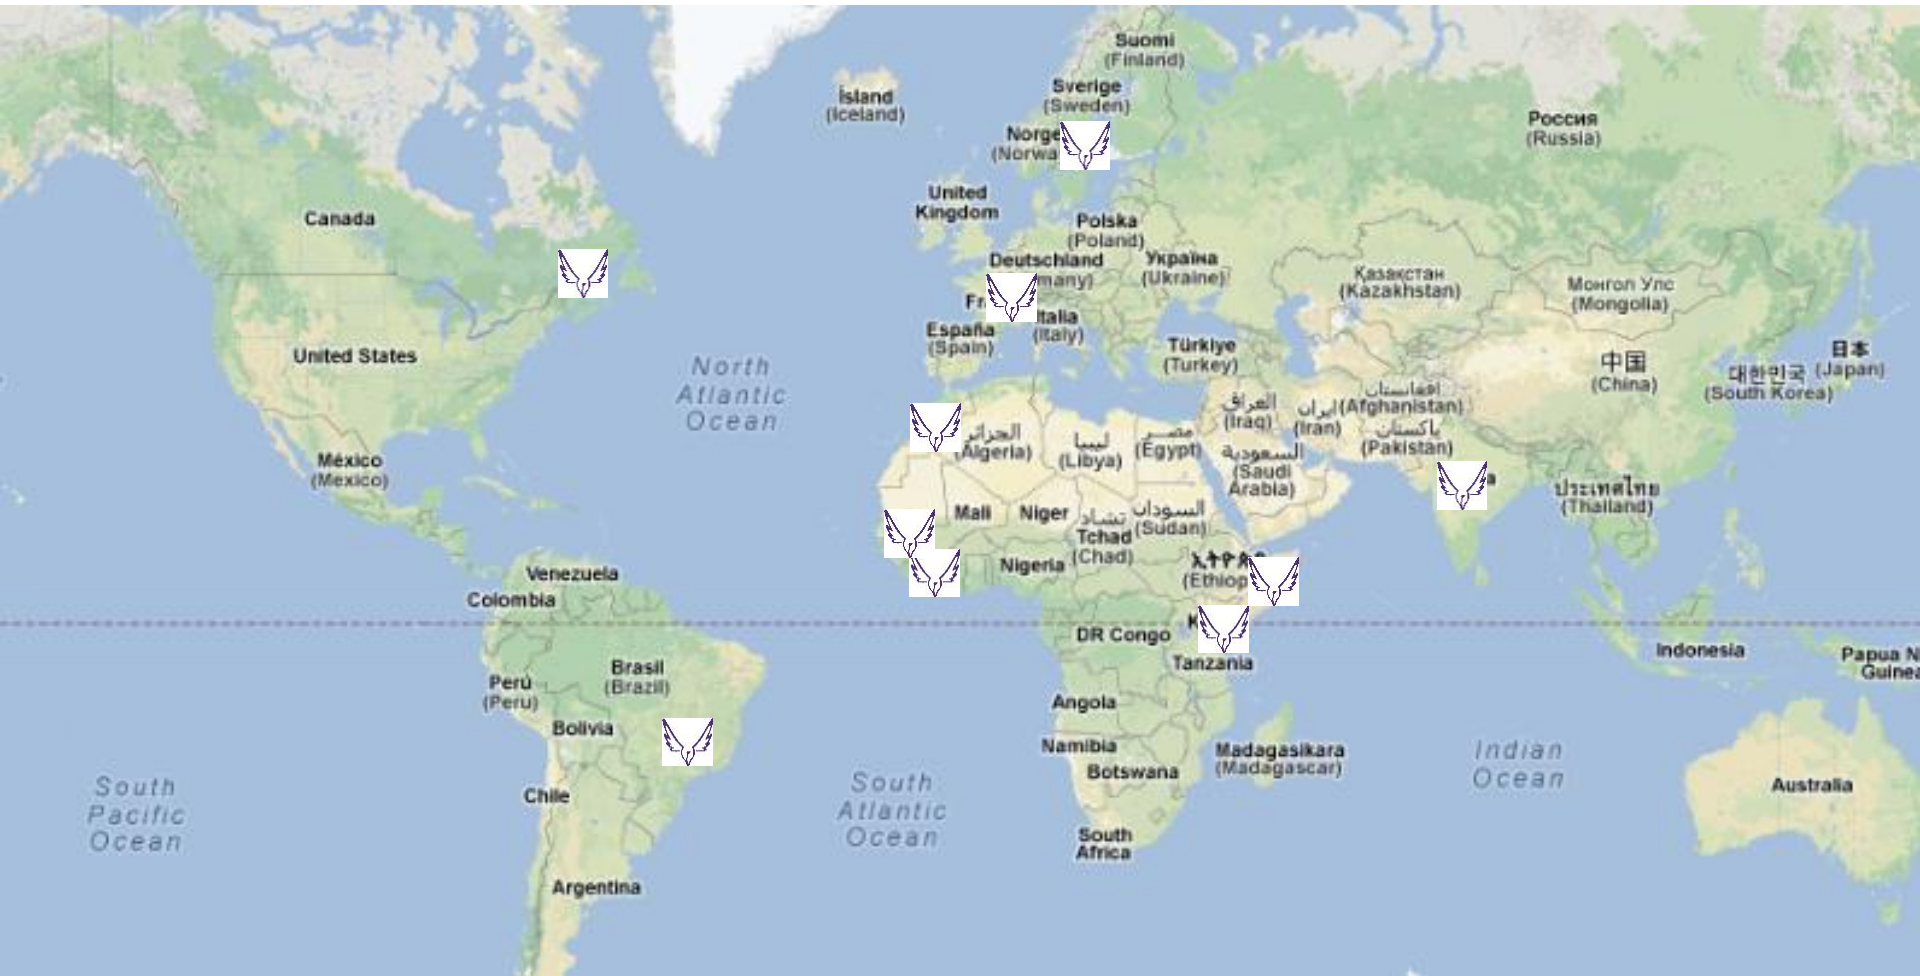 Suomi
(Finland)
Ísland
(Iceland)
Sverige
(Sweden)
Norge
(Norwa
Россия
(Russia)
United
Kingdom
Canada
Polska
(Poland)
Deutschland
many)
Україна
(Ukraine)
Қазақстан
(Kazakhstan)
Монгол Улс
(Mongolia)
Fr
Italia
(Italy)
España
(Spain)
United States
Türkiye
(Turkey)
中国
(China)
日本
(Japan)
대한민국
(South Korea)
North
Atlantic
Ocean
افغانستان
(Afghanistan)
العراق
(Iraq)
ایران
(Iran)
پاکستان
(Pakistan)
الجزائر
(Algeria)
ليبيا
(Libya)
مصر
(Egypt)
السعودية
(Saudi
Arabia)
México
(Mexico)
a
ประเทศไทย
(Thailand)
Mali
Niger
تشاد
Tchad
(Chad)
السودان
(Sudan)
Nigeria
(Ethiop
Venezuela
Colombia
K
DR Congo
Tanzania
Indonesia
Papua N
Guinea
Brasil
(Brazil)
Perú
(Peru)
Bolivia
Angola
Namibia
Botswana
Madagasikara
(Madagascar)
Indian
Ocean
Australia
South
Pacific
Ocean
Chile
South
Atlantic
Ocean
South
Africa
Argentina